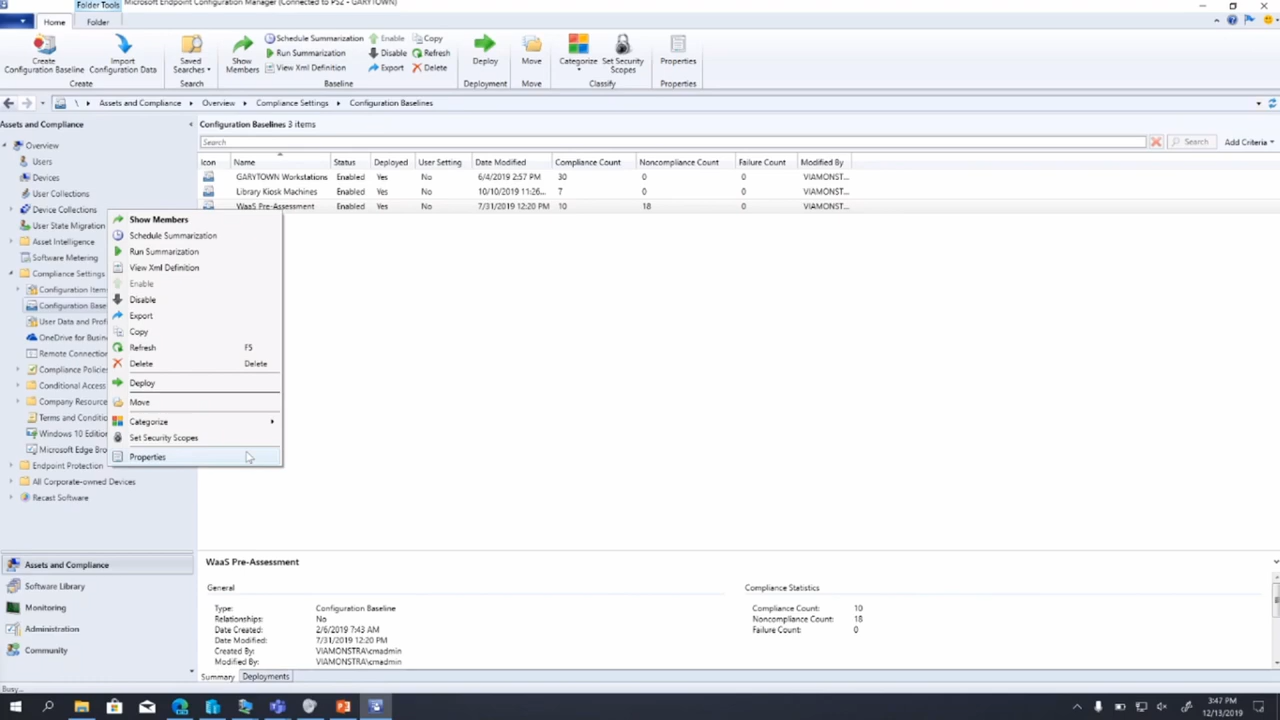 Folder Tools
Microsoft Endpoint Configuration Manager (Connected to PS2 - GARYTOWN)
Home
Folder
Create Configuration Baseline
Import Configuration Data
Saved Searches
Show Members
Schedule Summarization
Run Summarization
View Xml Definition
Enable
Disable
Export
Copy
Refresh
Delete
Deploy
Move
Categorize
Set Security Scopes
Properties
Create
Search
Baseline
Deployment
Move
Classify
Properties
\ Assets and Compliance Overview Compliance Settings Configuration Baselines
Assets and Compliance
Overview
Users
Devices
User Collections
Device Collections
User State Migration
Asset Intelligence
Software Metering
Compliance Settings
Configuration Item
Configuration Base
User Data and Profi
OneDrive for Busin
Remote Connection
Compliance Policies
Conditional Access
Company Resource
Terms and Conditio
Windows 10 Edition
Microsoft Edge Bro
Endpoint Protection
All Corporate-owned Devices
Recast Software
Assets and Compliance
Software Library
Monitoring
Administration
Community
Configuration Baselines 3 items
Search
Search
Add Criteria
Icon Name Status Deployed User Setting Date Modified Compliance Count Noncompliance Count Failure Count Modified By
GARYTOWN Workstations Enabled Yes No 6/4/2019 2:57 PM 30 0 0 VIAMONST...
Library Kiosk Machines Enabled Yes No 10/10/2019 11:26... 7 0 0 VIAMONST...
WaaS Pre-Assessment Enabled Yes No 7/31/2019 12:20 PM 10 18 0 VIAMONST...
Show Members
Schedule Summarization
Run Summarization
View Xml Definition
Enable
Disable
Export
Copy
Refresh F5
Delete Delete
Deploy
Move
Categorize
Set Security Scopes
Properties
WaaS Pre-Assessment
General
Type: Configuration Baseline
Relationships: No
Date Created: 2/6/2019 7:43 AM
Date Modified: 7/31/2019 12:20 PM
Created By: VIAMONSTRA\cmadmin
Modified By: VIAMONSTRA\cmadmin
Compliance Statistics
Compliance Count: 10
Noncompliance Count: 18
Failure Count: 0
Summary Deployments
Busy...
3:47 PM
12/13/2019